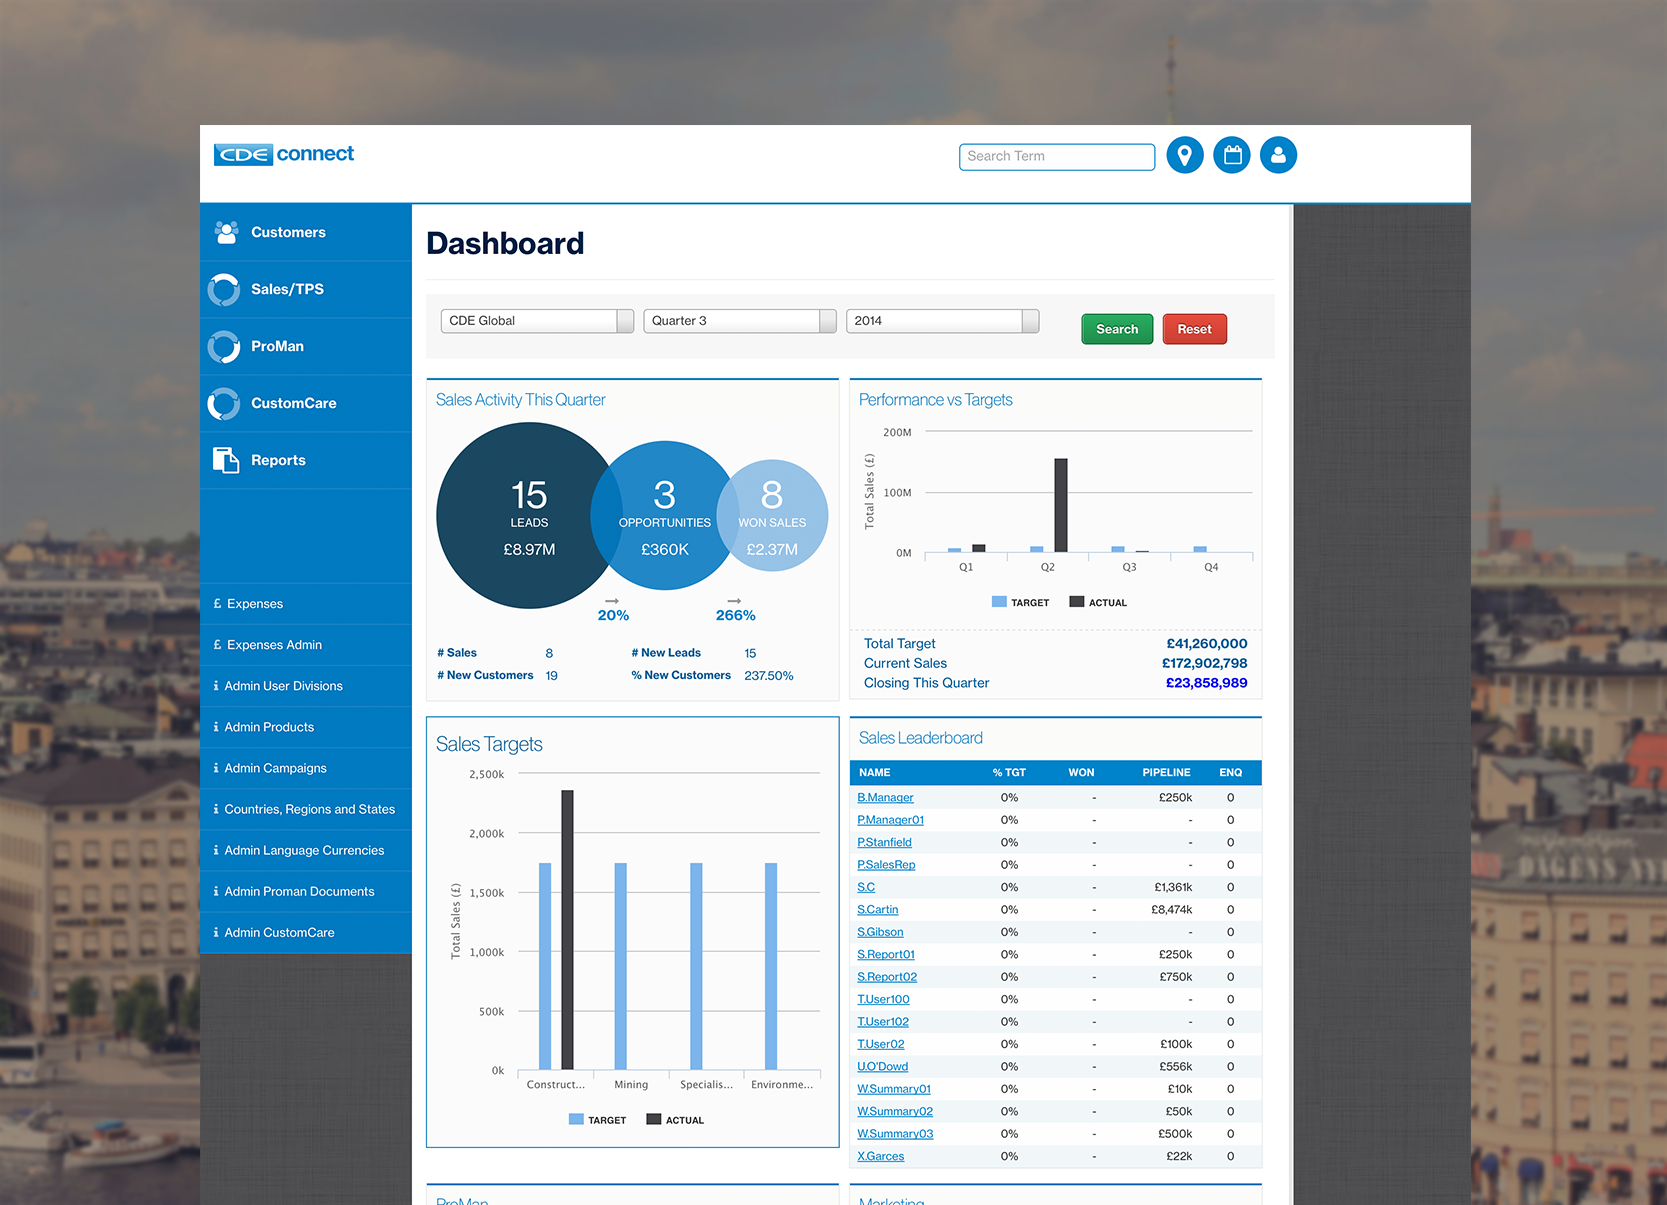 CDE connect
Search Term
Customers
Sales/TPS
ProMan
CustomCare
Reports
£ Expenses
£ Expenses Admin
i Admin User Divisions
i Admin Products
i Admin Campaigns
i Countries, Regions and States
i Admin Language Currencies
i Admin Proman Documents
i Admin CustomCare
Dashboard
CDE Global
Quarter 3
2014
Search
Reset
Sales Activity This Quarter
15
LEADS
£8.97M
3
OPPORTUNITIES
£360K
8
WON SALES
£2.37M
→ →
20% 266%
# Sales 8 # New Leads 15
# New Customers 19 % New Customers 237.50%
Performance vs Targets
Total Sales (£)
200M
100M
0M
Q1 Q2 Q3 Q4
TARGET ACTUAL
Total Target £41,260,000
Current Sales £172,902,798
Closing This Quarter £23,858,989
Sales Targets
Total Sales (£)
2,500k
2,000k
1,500k
1,000k
500k
0k
Construct... Mining Specialis... Environme...
TARGET ACTUAL
Sales Leaderboard
NAME % TGT WON PIPELINE ENQ
B.Manager 0% - £250k 0
P.Manager01 0% - - 0
P.Stanfield 0% - - 0
P.SalesRep 0% - - 0
S.C 0% - £1,361k 0
S.Cartin 0% - £8,474k 0
S.Gibson 0% - - 0
S.Report01 0% - £250k 0
S.Report02 0% - £750k 0
T.User100 0% - - 0
T.User102 0% - - 0
T.User02 0% - £100k 0
U.O'Dowd 0% - £556k 0
W.Summary01 0% - £10k 0
W.Summary02 0% - £50k 0
W.Summary03 0% - £500k 0
X.Garces 0% - £22k 0
ProMan
Marketing
DAGENS